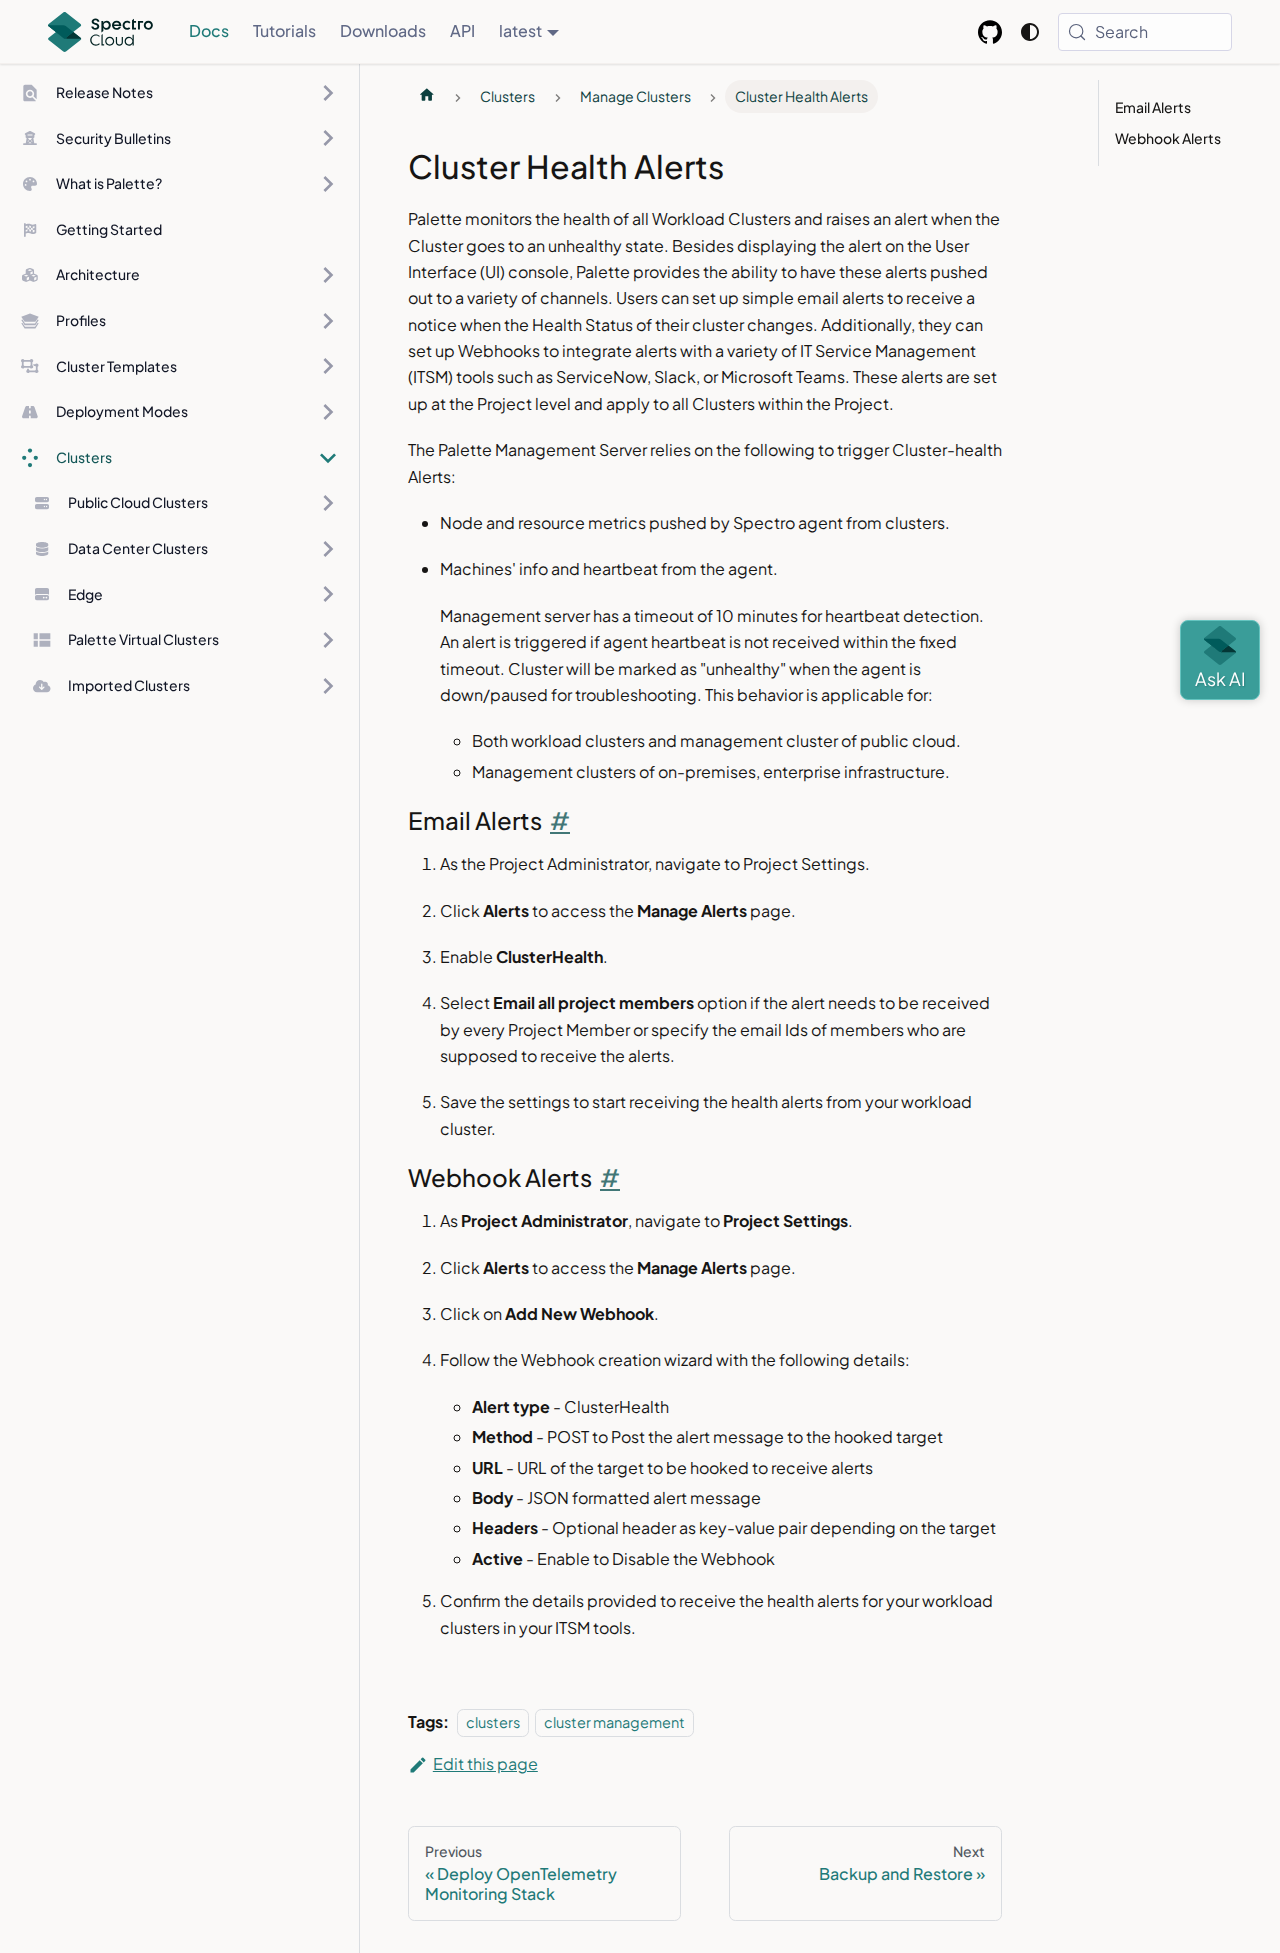 Spectro Cloud
Docs
Tutorials
Downloads
API
latest
Search
Release Notes
Security Bulletins
What is Palette?
Getting Started
Architecture
Profiles
Cluster Templates
Deployment Modes
Clusters
Public Cloud Clusters
Data Center Clusters
Edge
Palette Virtual Clusters
Imported Clusters
Clusters
Manage Clusters
Cluster Health Alerts
Cluster Health Alerts
Palette monitors the health of all Workload Clusters and raises an alert when the
Cluster goes to an unhealthy state. Besides displaying the alert on the User
Interface (UI) console, Palette provides the ability to have these alerts pushed
out to a variety of channels. Users can set up simple email alerts to receive a
notice when the Health Status of their cluster changes. Additionally, they can
set up Webhooks to integrate alerts with a variety of IT Service Management
(ITSM) tools such as ServiceNow, Slack, or Microsoft Teams. These alerts are set
up at the Project level and apply to all Clusters within the Project.
The Palette Management Server relies on the following to trigger Cluster-health
Alerts:
Node and resource metrics pushed by Spectro agent from clusters.
Machines' info and heartbeat from the agent.
Management server has a timeout of 10 minutes for heartbeat detection.
An alert is triggered if agent heartbeat is not received within the fixed
timeout. Cluster will be marked as "unhealthy" when the agent is
down/paused for troubleshooting. This behavior is applicable for:
Both workload clusters and management cluster of public cloud.
Management clusters of on-premises, enterprise infrastructure.
Email Alerts #
1. As the Project Administrator, navigate to Project Settings.
2. Click Alerts to access the Manage Alerts page.
3. Enable ClusterHealth.
4. Select Email all project members option if the alert needs to be received
by every Project Member or specify the email Ids of members who are
supposed to receive the alerts.
5. Save the settings to start receiving the health alerts from your workload
cluster.
Webhook Alerts #
1. As Project Administrator, navigate to Project Settings.
2. Click Alerts to access the Manage Alerts page.
3. Click on Add New Webhook.
4. Follow the Webhook creation wizard with the following details:
Alert type - ClusterHealth
Method - POST to Post the alert message to the hooked target
URL - URL of the target to be hooked to receive alerts
Body - JSON formatted alert message
Headers - Optional header as key-value pair depending on the target
Active - Enable to Disable the Webhook
5. Confirm the details provided to receive the health alerts for your workload
clusters in your ITSM tools.
Tags: clusters cluster management
Edit this page
Previous
« Deploy OpenTelemetry
Monitoring Stack
Next
Backup and Restore »
Email Alerts
Webhook Alerts
Ask AI